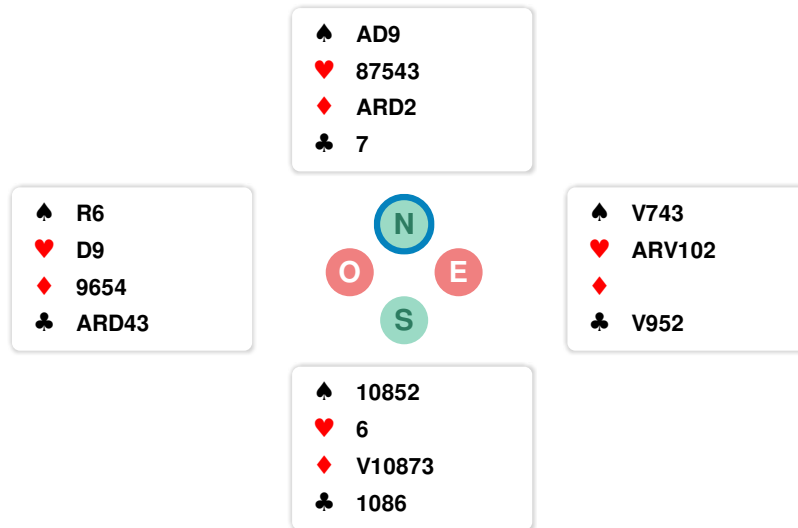 ♠ AD9
♥ 87543
♦ ARD2
♣ 7
♠ R6
♥ D9
♦ 9654
♣ ARD43
N
O E
S
♠ V743
♥ ARV102
♦
♣ V952
♠ 10852
♥ 6
♦ V10873
♣ 1086